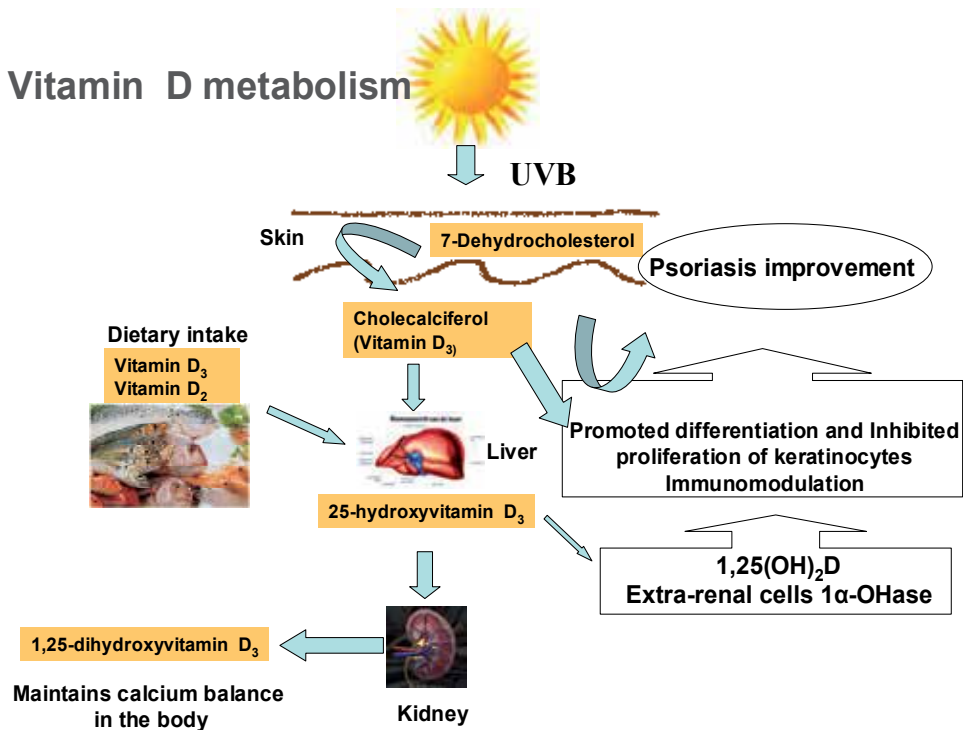 Vitamin D metabolism
UVB
Skin
7-Dehydrocholesterol
Psoriasis improvement
Cholecalciferol
(Vitamin D₃)
Dietary intake
Vitamin D₃
Vitamin D₂
Liver
Promoted differentiation and Inhibited
proliferation of keratinocytes
Immunomodulation
25-hydroxyvitamin D₃
1,25(OH)₂D
Extra-renal cells 1α-OHase
1,25-dihydroxyvitamin D₃
Maintains calcium balance
in the body
Kidney